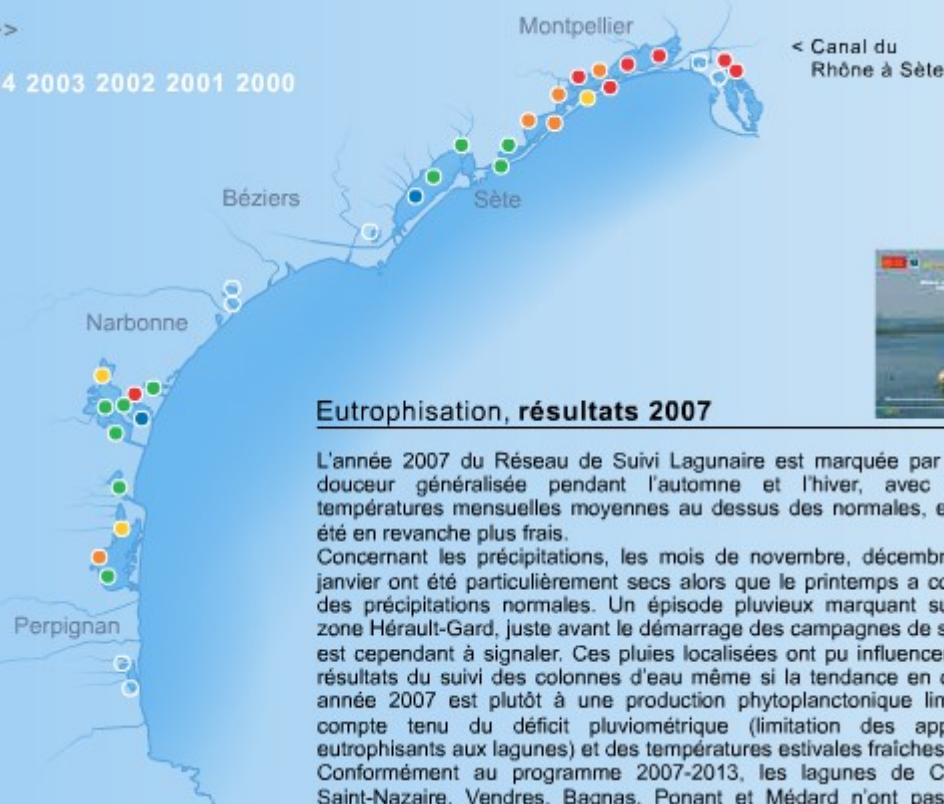 >
Montpellier
< Canal du
Rhône à Sète
4 2003 2002 2001 2000
Béziers
Sète
Narbonne
Eutrophisation, résultats 2007
L'année 2007 du Réseau de Suivi Lagunaire est marquée par
douceur généralisée pendant l'automne et l'hiver, avec
températures mensuelles moyennes au dessus des normales, e
été en revanche plus frais.
Concernant les précipitations, les mois de novembre, décembr
janvier ont été particulièrement secs alors que le printemps a co
des précipitations normales. Un épisode pluvieux marquant su
zone Hérault-Gard, juste avant le démarrage des campagnes de s
est cependant à signaler. Ces pluies localisées ont pu influence
résultats du suivi des colonnes d'eau même si la tendance en c
année 2007 est plutôt à une production phytoplanctonique lim
compte tenu du déficit pluviométrique (limitation des app
eutrophisants aux lagunes) et des températures estivales fraîches
Conformément au programme 2007-2013, les lagunes de C
Saint-Nazaire, Vendres, Bagnas, Ponant et Médard n'ont pas
Perpignan